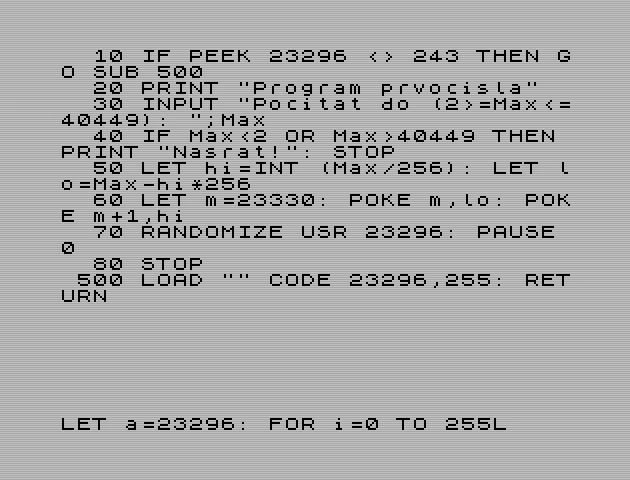 10 IF PEEK 23296 <> 243 THEN G
O SUB 500
20 PRINT "Program prvocisla"
30 INPUT "Pocitat do (2>=Max<=
40449): ";Max
40 IF Max<2 OR Max>40449 THEN
PRINT "Nasrat!": STOP
50 LET hi=INT (Max/256): LET l
o=Max-hi*256
60 LET m=23330: POKE m,lo: POK
E m+1,hi
70 RANDOMIZE USR 23296: PAUSE
0
80 STOP
500 LOAD "" CODE 23296,255: RET
URN
LET a=23296: FOR i=0 TO 255L